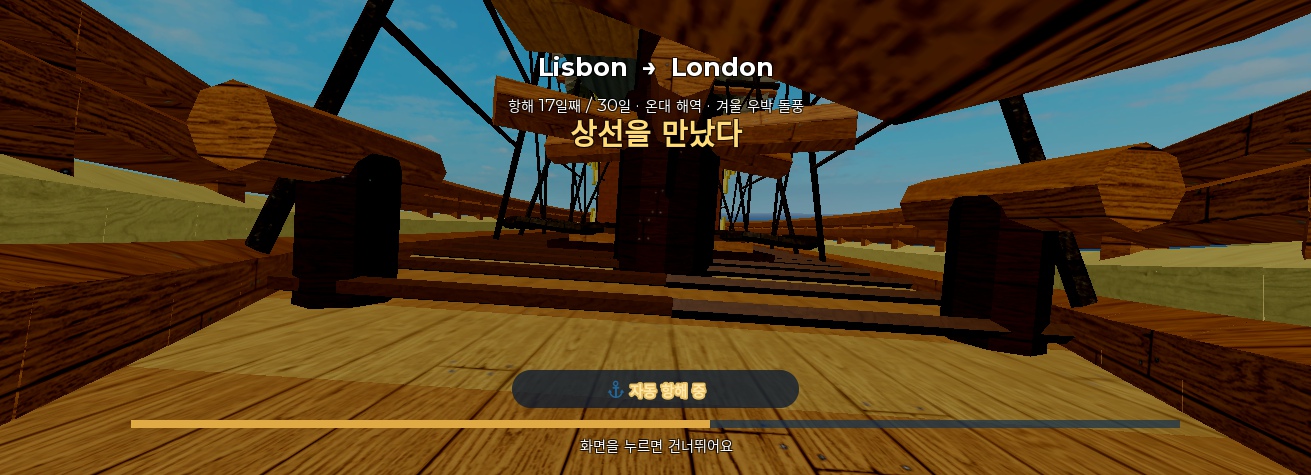 Lisbon → London
항해 17일째 / 30일 · 온대 해역 · 겨울 우박 돌풍
상선을 만났다
⚓ 자동 항해 중
화면을 누르면 건너뛰어요